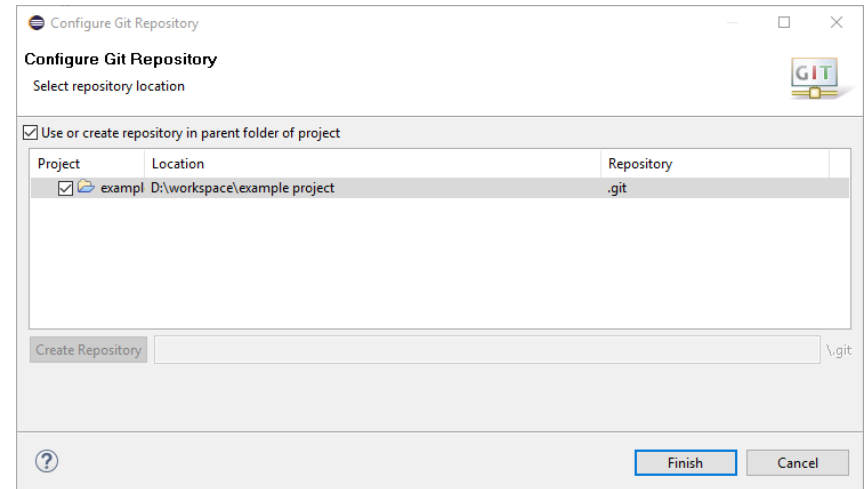 Configure Git Repository
Configure Git Repository
Select repository location
GIT
Use or create repository in parent folder of project
Project Location Repository
exampl D:\workspace\example project .git
Create Repository \.git
? Finish Cancel